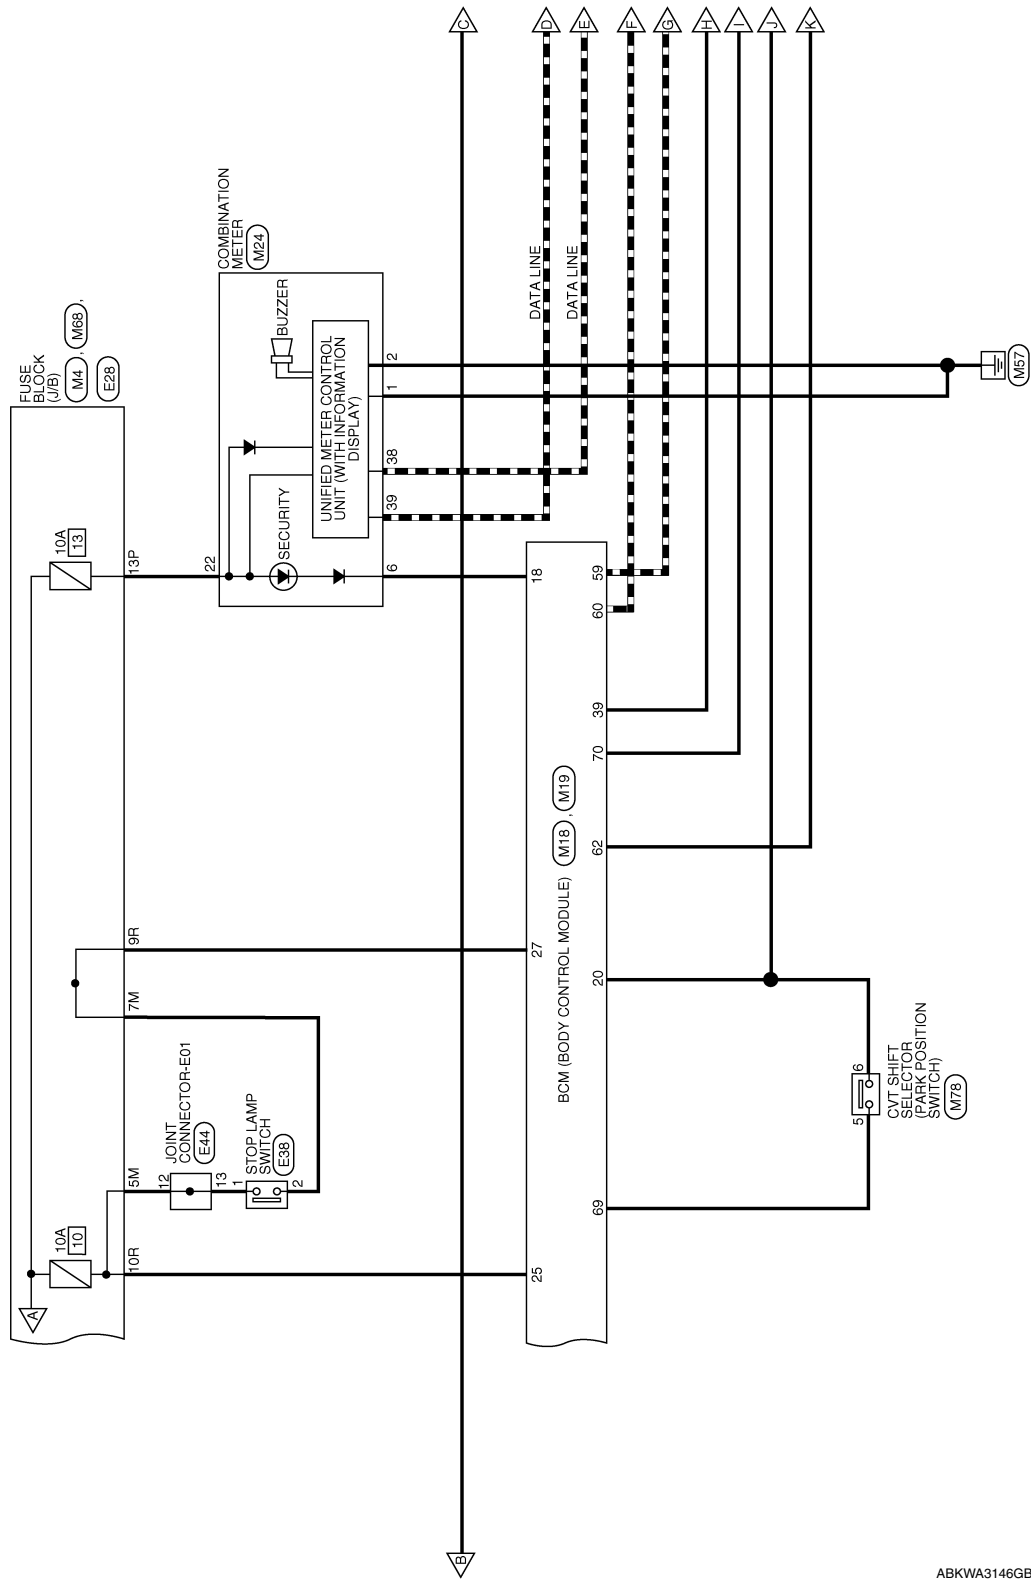 FUSE
BLOCK
(J/B)
M4 , M68 ,
E28
A
10A
10
10R
5M
7M
9R
10A
13
13P
JOINT
CONNECTOR-E01
E44
12
13
STOP LAMP
SWITCH
E38
1
2
COMBINATION
METER
M24
22
SECURITY
BUZZER
UNIFIED METER CONTROL
UNIT (WITH INFORMATION
DISPLAY)
6
39
38
1
2
B
C
DATA LINE
D
DATA LINE
E
F
G
H
I
J
K
25
27
18
BCM (BODY CONTROL MODULE)
M18 , M19
69
20
62
70
39
60
59
5
6
CVT SHIFT
SELECTOR
(PARK POSITION
SWITCH)
M78
M57
ABKWA3146GB